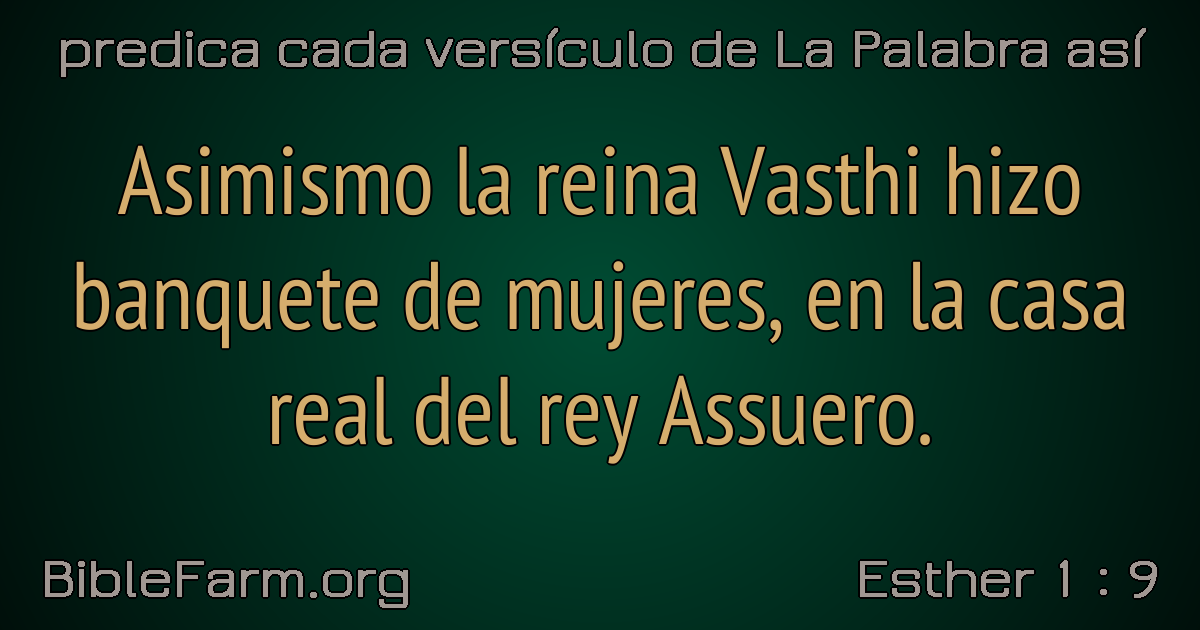 predica cada versículo de La Palabra así
Asimismo la reina Vasthi hizo
banquete de mujeres, en la casa
real del rey Assuero.
BibleFarm.org
Esther 1 : 9